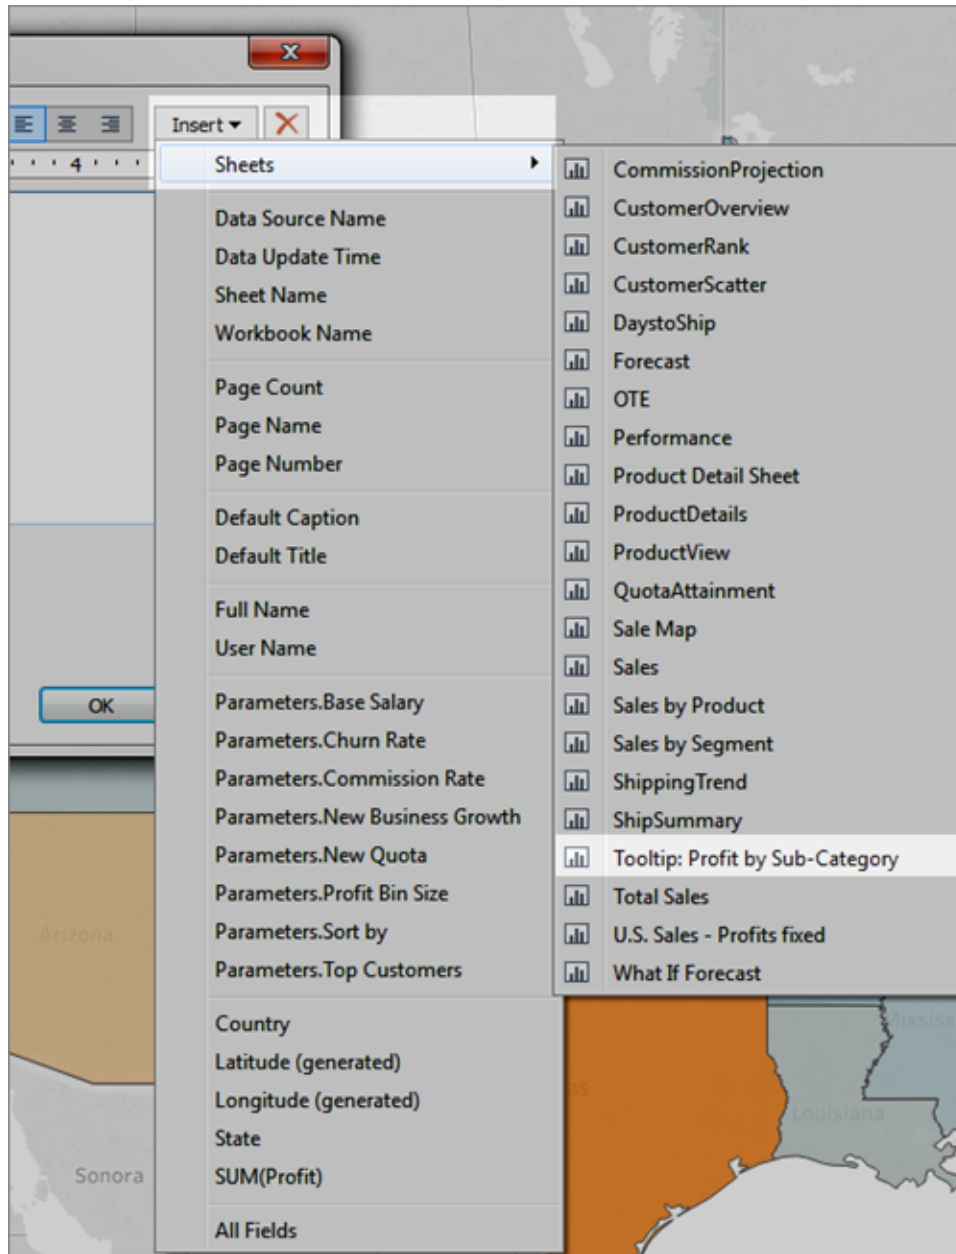 Insert
4
Sheets
Data Source Name
Data Update Time
Sheet Name
Workbook Name
Page Count
Page Name
Page Number
Default Caption
Default Title
Full Name
User Name
OK
Parameters.Base Salary
Parameters.Churn Rate
Parameters.Commission Rate
Parameters.New Business Growth
Parameters.New Quota
Parameters.Profit Bin Size
Parameters.Sort by
Parameters.Top Customers
Country
Latitude (generated)
Longitude (generated)
State
SUM(Profit)
All Fields
CommissionProjection
CustomerOverview
CustomerRank
CustomerScatter
DaystoShip
Forecast
OTE
Performance
Product Detail Sheet
ProductDetails
ProductView
QuotaAttainment
Sale Map
Sales
Sales by Product
Sales by Segment
ShippingTrend
ShipSummary
Tooltip: Profit by Sub-Category
Total Sales
U.S. Sales - Profits fixed
What If Forecast
Arizona
Sonora
as
Mississ
Louisiana